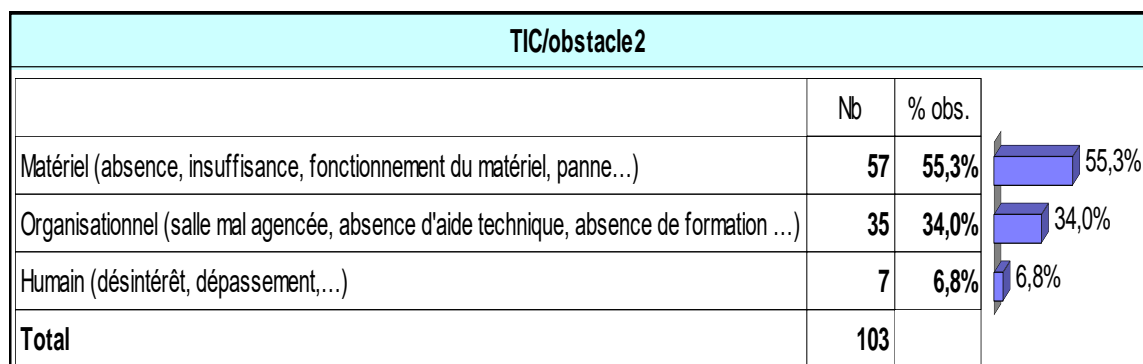 TIC/obstacle2
Nb % obs.
Matériel (absence, insuffisance, fonctionnement du matériel, panne…) 57 55,3% 55,3%
Organisationnel (salle mal agencée, absence d'aide technique, absence de formation …) 35 34,0% 34,0%
Humain (désintérêt, dépassement,…) 7 6,8% 6,8%
Total 103